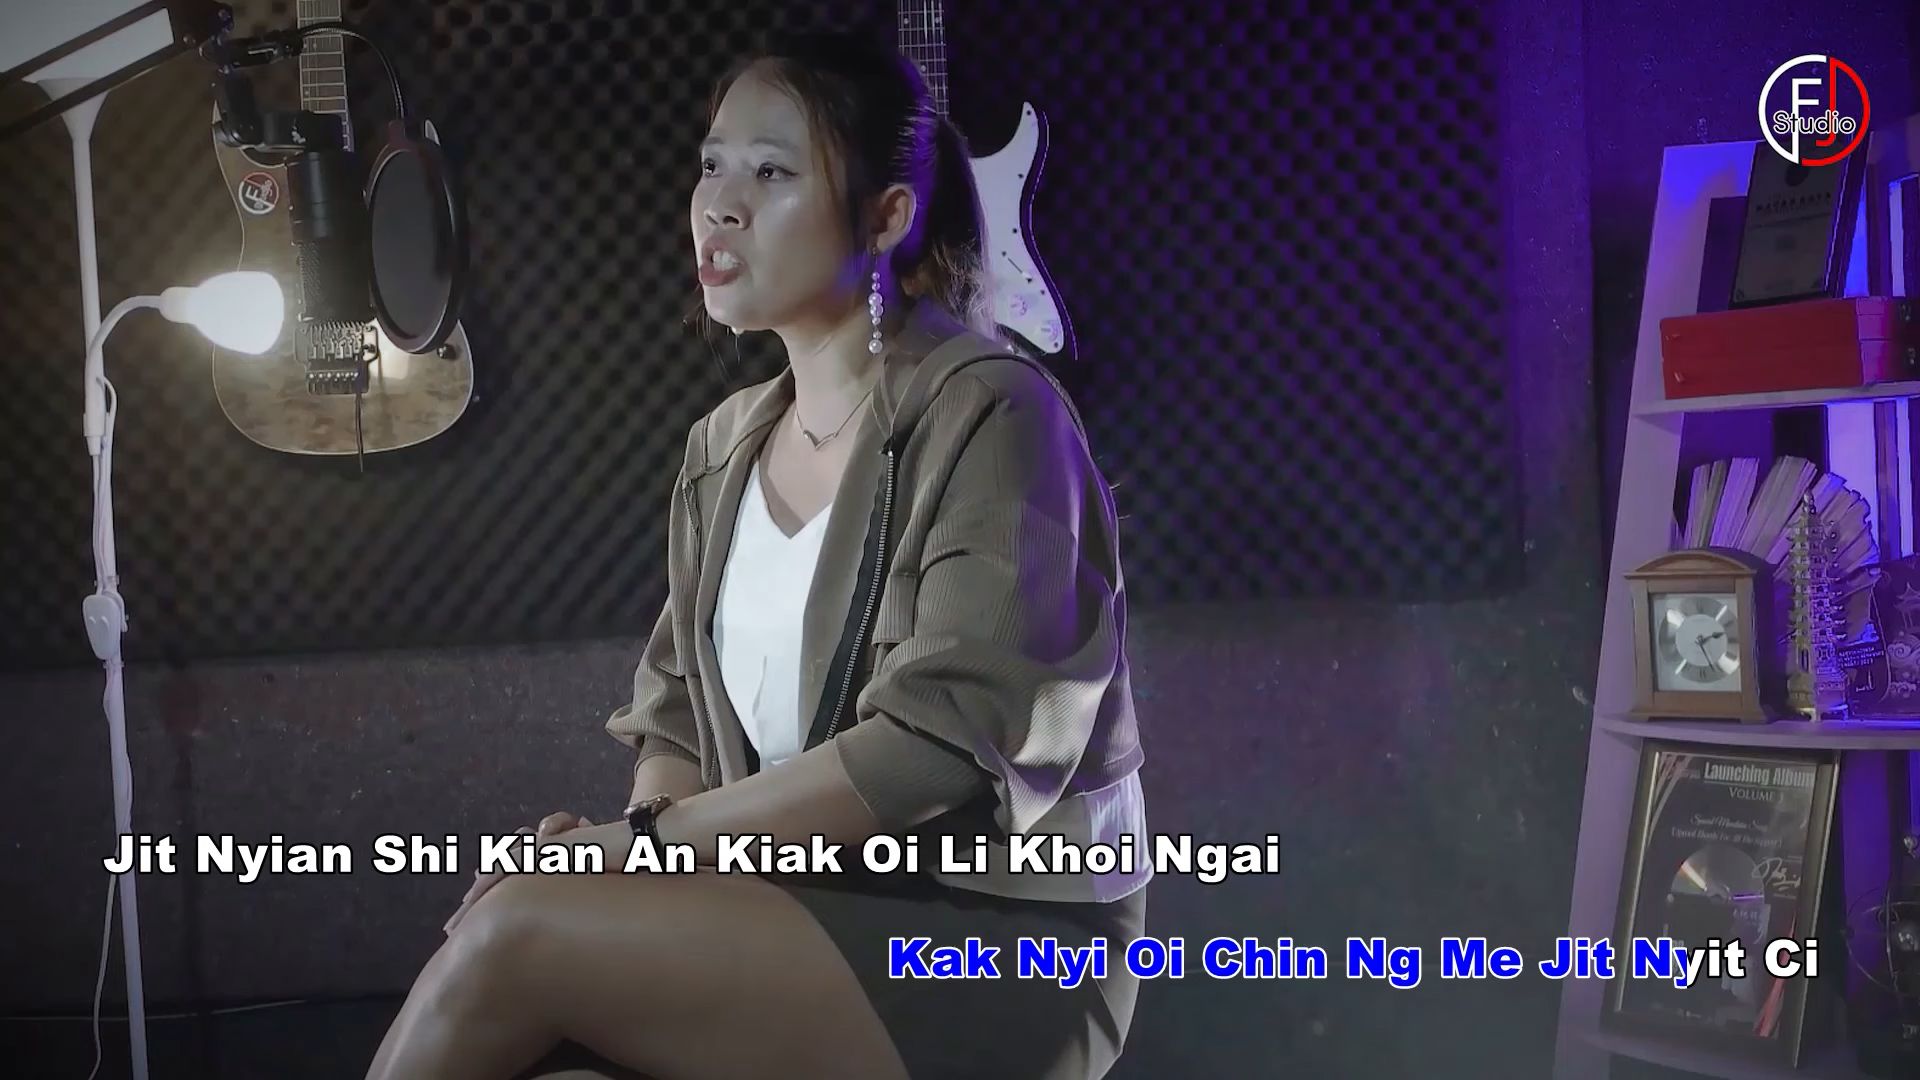 FJ
Studio
Launching Album
VOLUME
Jit Nyian Shi Kian An Kiak Oi Li Khoi Ngai
Kak Nyi Oi Chin Ng Me Jit Nyit Ci